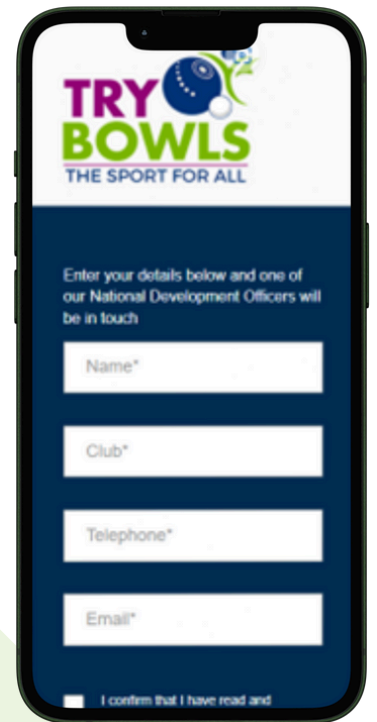 TRY
BOWLS
THE SPORT FOR ALL
Enter your details below and one of
our National Development Officers will
be in touch
Name*
Club*
Telephone*
Email*
I confirm that I have read and